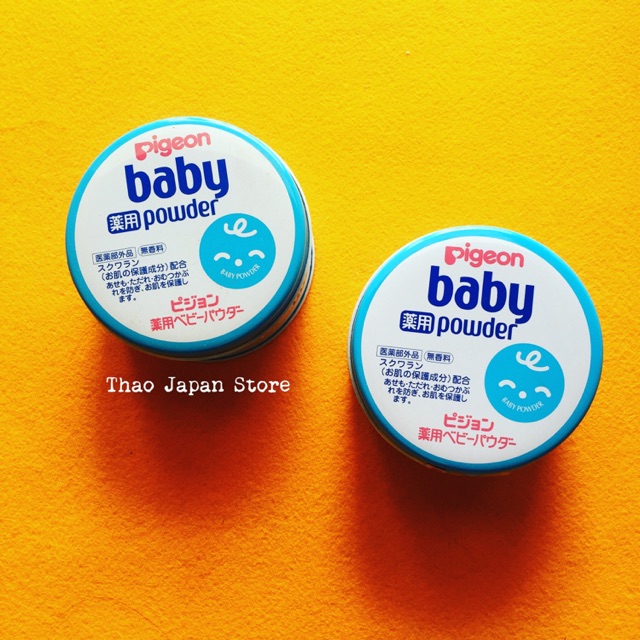 Pigeon
baby
薬用 powder
医薬部外品 無香料
スクワラン
(お肌の保護成分)配合
あせも・ただれ・おむつかぶ
れを防ぎ、お肌を保護し
ます。
BABY POWDER
ピジョン
薬用ベビーパウダー
Thao Japan Store
Pigeon
baby
薬用 powder
医薬部外品 無香料
スクワラン
(お肌の保護成分)配合
あせも・ただれ・おむつかぶ
れを防ぎ、お肌を保護し
ます。
BABY POWDER
ピジョン
薬用ベビーパウダー